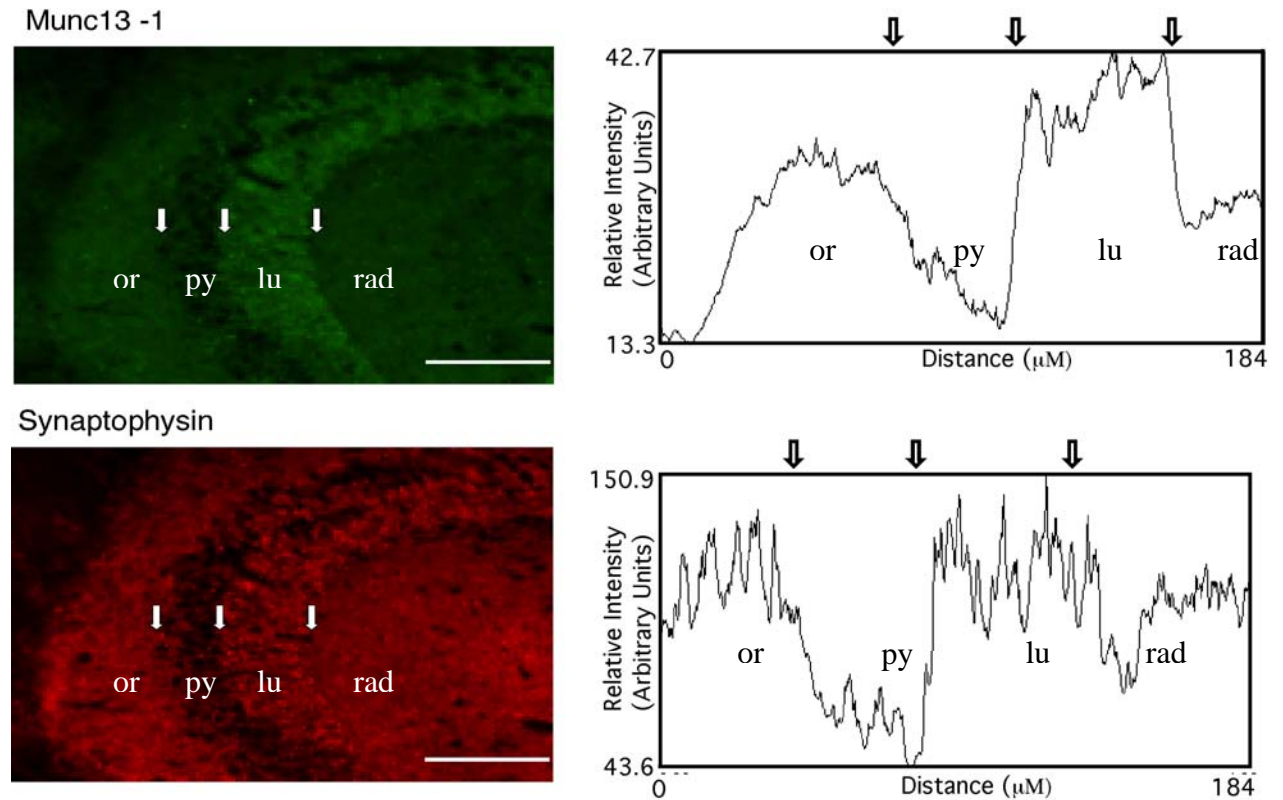 Munc13 -1
or py lu rad
42.7
Relative Intensity
(Arbitrary Units)
13.3
or py lu rad
0 Distance (μM) 184
Synaptophysin
or py lu rad
150.9
Relative Intensity
(Arbitrary Units)
43.6
or py lu rad
0 Distance (μM) 184